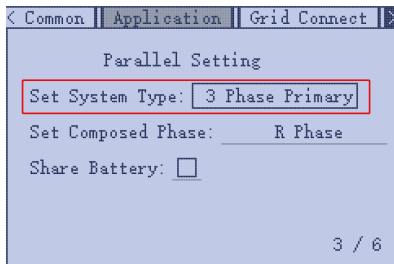 < Common Application Grid Connect >
Parallel Setting
Set System Type: 3 Phase Primary
Set Composed Phase: R Phase
Share Battery:
3 / 6